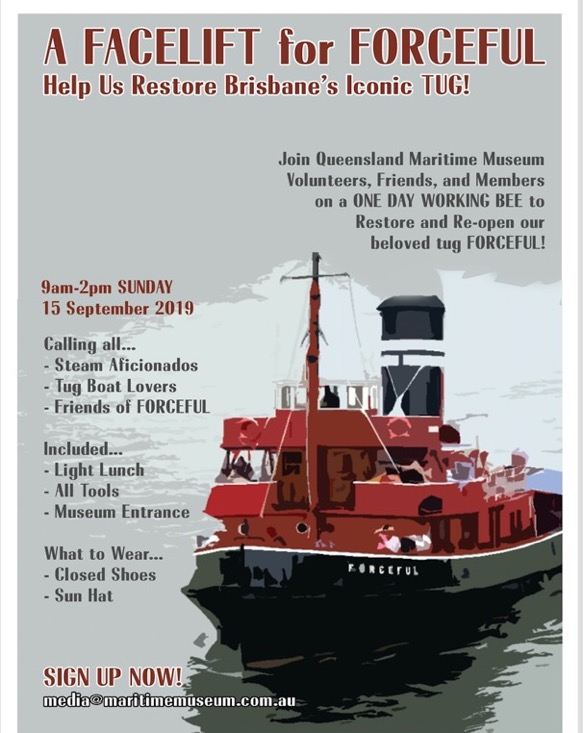 A FACELIFT for FORCEFUL
Help Us Restore Brisbane's Iconic TUG!
Join Queensland Maritime Museum
Volunteers, Friends, and Members
on a ONE DAY WORKING BEE to
Restore and Re-open our
beloved tug FORCEFUL!
9am-2pm SUNDAY
15 September 2019
Calling all...
- Steam Aficionados
- Tug Boat Lovers
- Friends of FORCEFUL
Included...
- Light Lunch
- All Tools
- Museum Entrance
What to Wear...
- Closed Shoes
- Sun Hat
FORCEFUL
SIGN UP NOW!
media@maritimemuseum.com.au